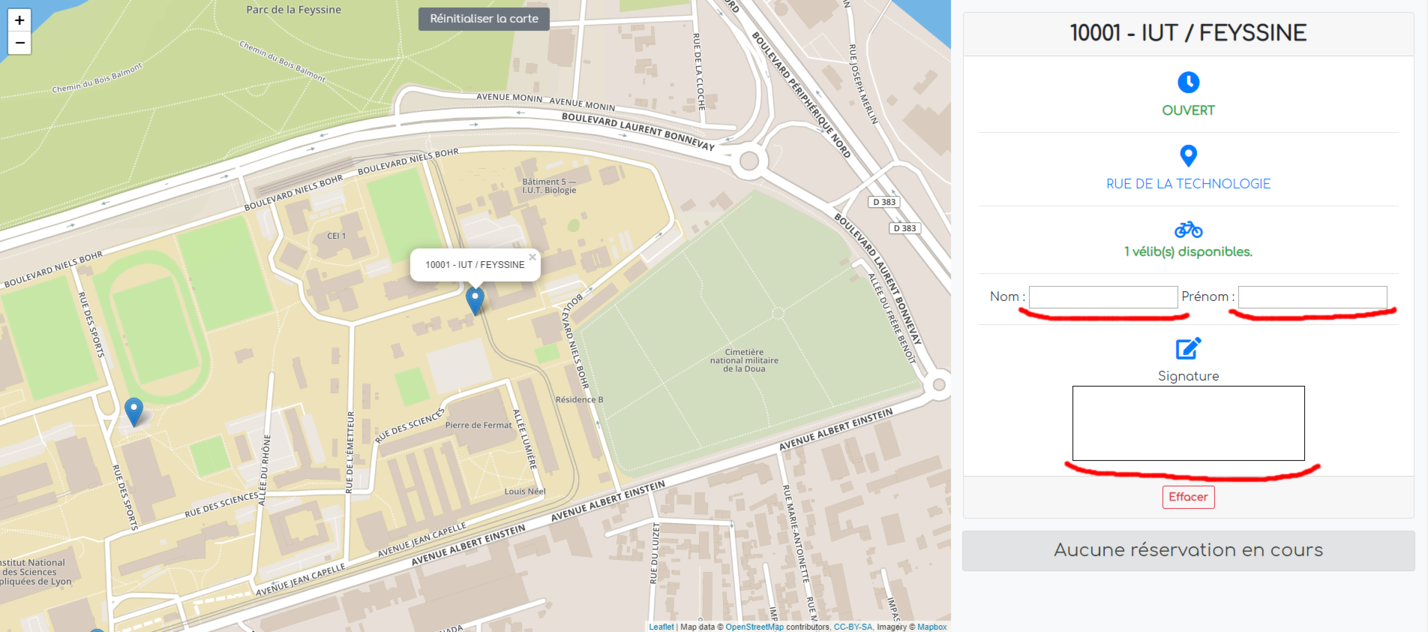 +
−
Réinitialiser la carte
Parc de la Feyssine
Chemin du Bois Balmont
Chemin du Bois Balmont
AVENUE MONIN
AVENUE MONIN
BOULEVARD LAURENT BONNEVAY
RUE DE LA CLOCHE
BOULEVARD PÉRIPHÉRIQUE NORD
RUE JOSEPH MERLIN
BOULEVARD NIELS BOHR
BOULEVARD NIELS BOHR
BOULEVARD NIELS BOHR
Bâtiment 5 —
I.U.T. Biologie
CEI 1
D 383
D 383
BOULEVARD LAURENT BONNEVAY
ALLÉE DU FRÈRE BENOÎT
10001 - IUT / FEYSSINE
×
BOULEVARD NIELS BOHR
RUE DES SPORTS
Cimetière
national militaire
de la Doua
Résidence B
RUE DES SCIENCES
Pierre de Fermat
ALLÉE LUMIÈRE
ALLÉE DU RHÔNE
RUE DE L'ÉMETTEUR
RUE DES SPORTS
RUE DES SCIENCES
Louis Néel
AVENUE ALBERT EINSTEIN
AVENUE ALBERT EINSTEIN
AVENUE ALBERT EINSTEIN
AVENUE JEAN CAPELLE
AVENUE JEAN CAPELLE
RUE DU LUIZET
RUE MARIE-ANTOINETTE
nstitut National
des Sciences
pliquées de Lyon
RUE M
IMP
IMPAS
NADA
Leaflet | Map data © OpenStreetMap contributors, CC-BY-SA, Imagery © Mapbox
10001 - IUT / FEYSSINE
OUVERT
RUE DE LA TECHNOLOGIE
1 vélib(s) disponibles.
Nom : Prénom :
Signature
Effacer
Aucune réservation en cours